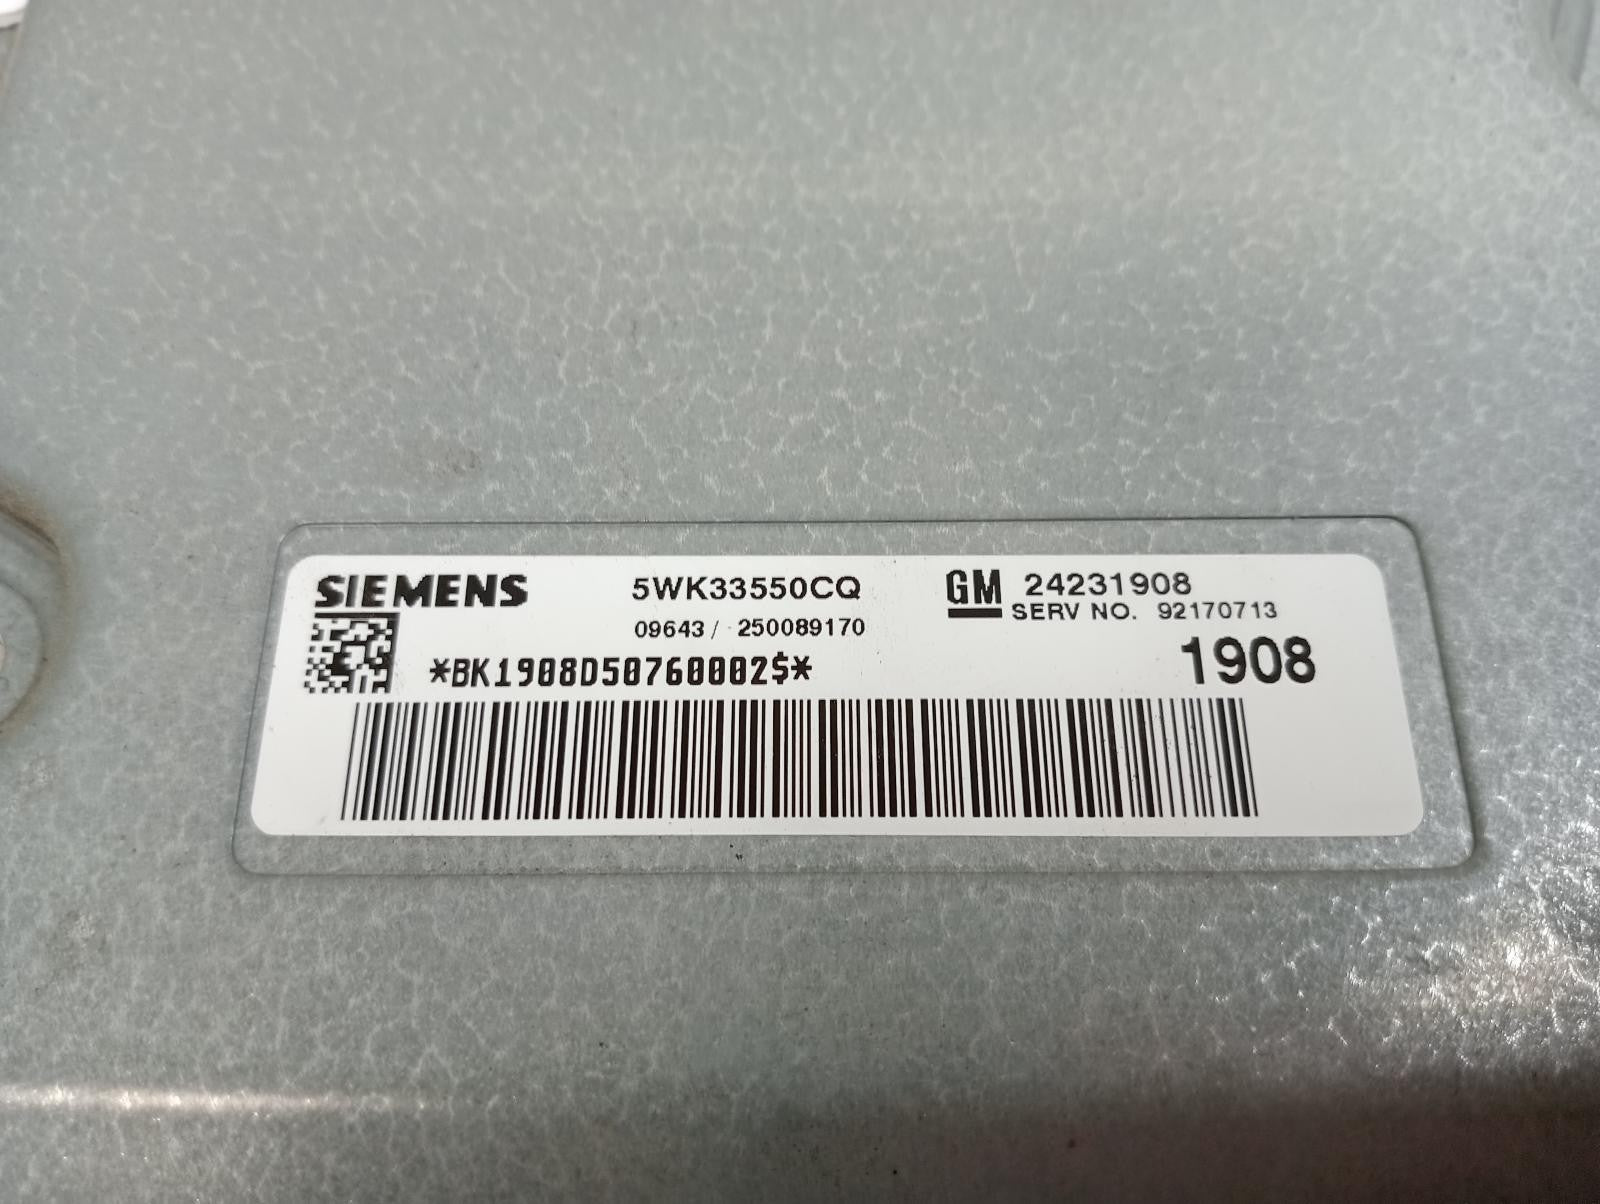 SIEMENS 5WK33550CQ GM 24231908
SERV NO. 92170713
09643 / 250089170
1908
*BK1908D50760002$*